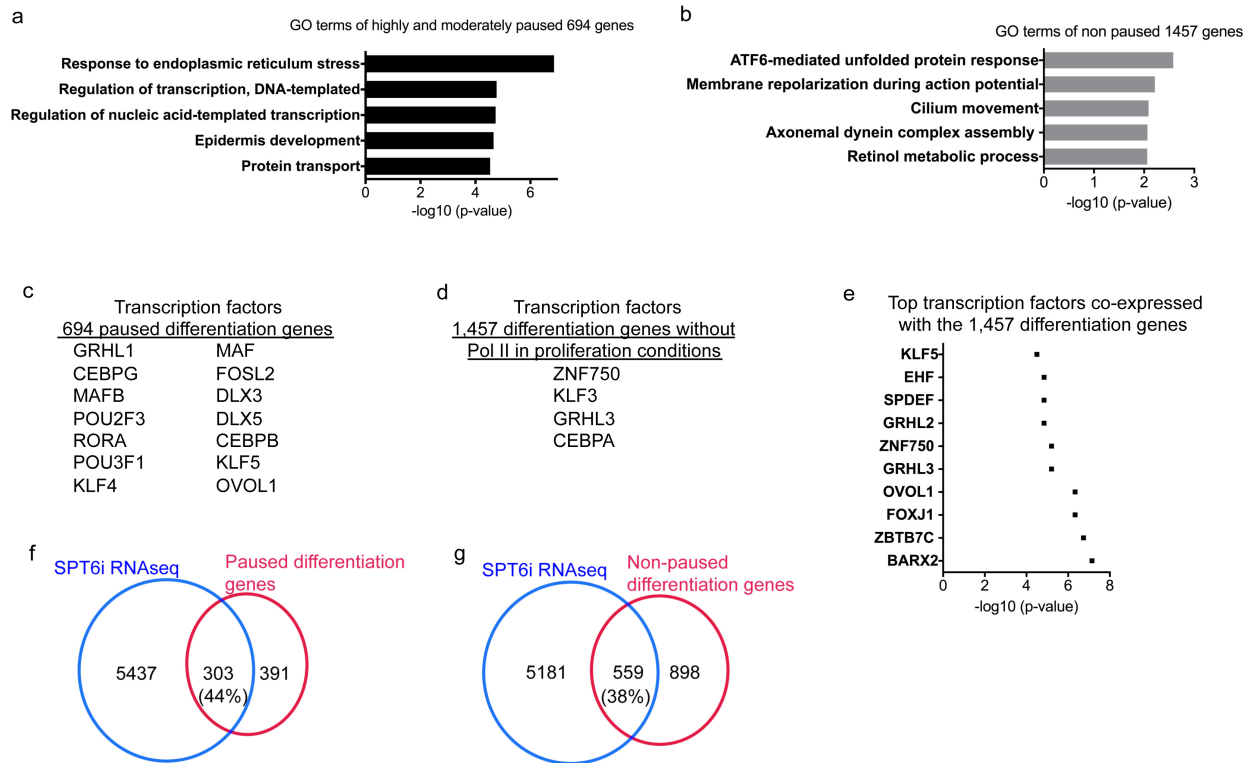 a
GO terms of highly and moderately paused 694 genes
Response to endoplasmic reticulum stress
Regulation of transcription, DNA-templated
Regulation of nucleic acid-templated transcription
Epidermis development
Protein transport
0 2 4 6
-log10 (p-value)
b
GO terms of non paused 1457 genes
ATF6-mediated unfolded protein response
Membrane repolarization during action potential
Cilium movement
Axonemal dynein complex assembly
Retinol metabolic process
0 1 2 3
-log10 (p-value)
c
Transcription factors
694 paused differentiation genes
GRHL1 MAF
CEBPG FOSL2
MAFB DLX3
POU2F3 DLX5
RORA CEBPB
POU3F1 KLF5
KLF4 OVOL1
d
Transcription factors
1,457 differentiation genes without
Pol II in proliferation conditions
ZNF750
KLF3
GRHL3
CEBPA
e
Top transcription factors co-expressed
with the 1,457 differentiation genes
KLF5
EHF
SPDEF
GRHL2
ZNF750
GRHL3
OVOL1
FOXJ1
ZBTB7C
BARX2
0 2 4 6 8
-log10 (p-value)
f
SPT6i RNAseq
Paused differentiation
genes
5437 303 391
(44%)
g
SPT6i RNAseq
Non-paused
differentiation genes
5181 559 898
(38%)